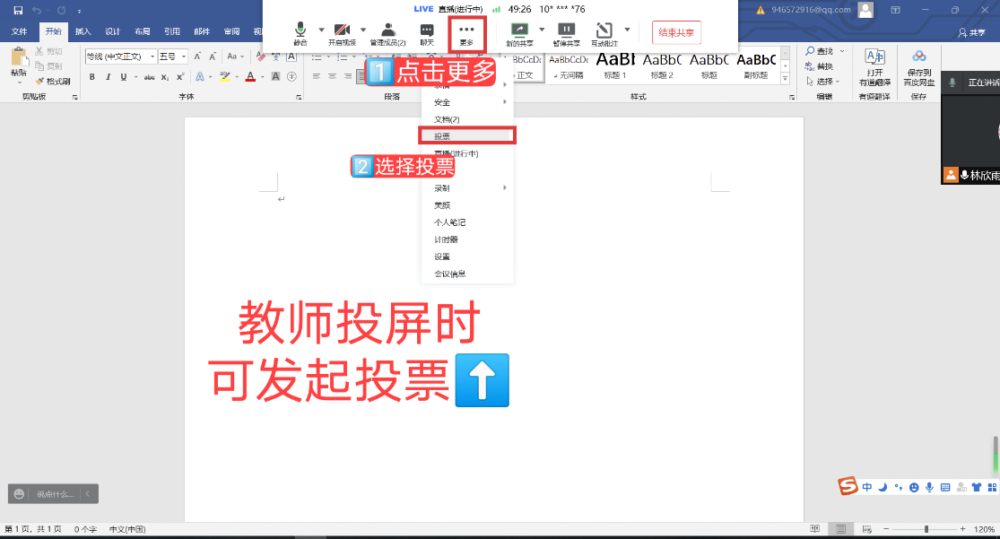 LIVE 直播(进行中) 49:26 10* *** *76
946572916@qq.com
文件 开始 插入 设计 布局 引用 邮件 审阅
静音 开启视频 管理成员(2) 聊天 更多 新的共享 暂停共享 互动批注 结束共享
共享
剪切
复制
格式刷
粘贴
剪贴板
等线 (中文正文) 五号
字体
1 点击更多
段落
AaBbCcDc AaBbC AaBbC AaBbC
正文 无间隔 标题 1 标题 2 标题 副标题
样式
查找
替换
选择
编辑
打开
有道翻译
有道翻译
保存到
百度网盘
保存
正在讲话
安全
文档(2)
投票
直播(进行中)
2 选择投票
录制
美颜
个人笔记
计时器
设置
会议信息
林欣雨
教师投屏时
可发起投票
说点什么...
中
第 1 页，共 1 页 0 个字 中文(中国)
120%